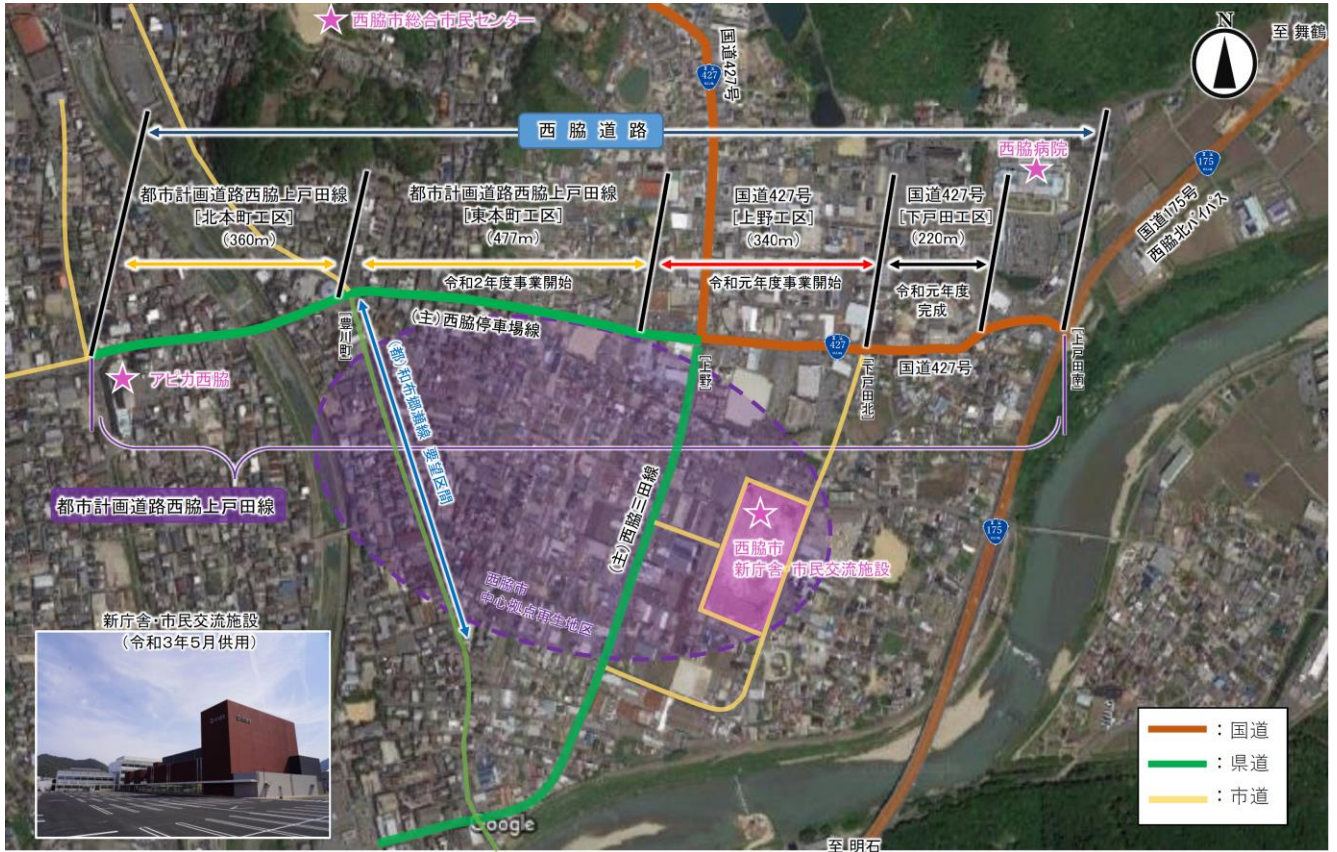 西脇市総合市民センター
国道427号
427
N
至 舞鶴
西脇道路
西脇病院
175
国道175号
西脇北バイパス
都市計画道路西脇上戸田線
[北本町工区]
(360m)
都市計画道路西脇上戸田線
[東本町工区]
(477m)
国道427号
[上野工区]
(340m)
国道427号
[下戸田工区]
(220m)
令和2年度事業開始
令和元年度事業開始
令和元年度
完成
[豊川町]
(主)西脇停車場線
[上野]
427
[下戸田北]
国道427号
[上戸田南]
アピカ西脇
(都)和布郷瀬線 要望区間
都市計画道路西脇上戸田線
(主)西脇三田線
175
西脇市
新庁舎・市民交流施設
西脇市
中心拠点再生地区
新庁舎・市民交流施設
(令和3年5月供用)
:国道
:県道
:市道
Google
至 明石